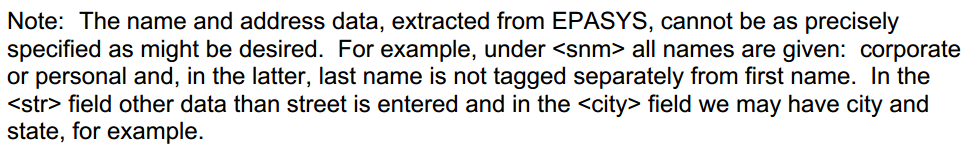 Note:  The name and address data, extracted from EPASYS, cannot be as precisely
specified as might be desired.  For example, under <snm> all names are given:  corporate
or personal and, in the latter, last name is not tagged separately from first name.  In the
<str> field other data than street is entered and in the <city> field we may have city and
state, for example.